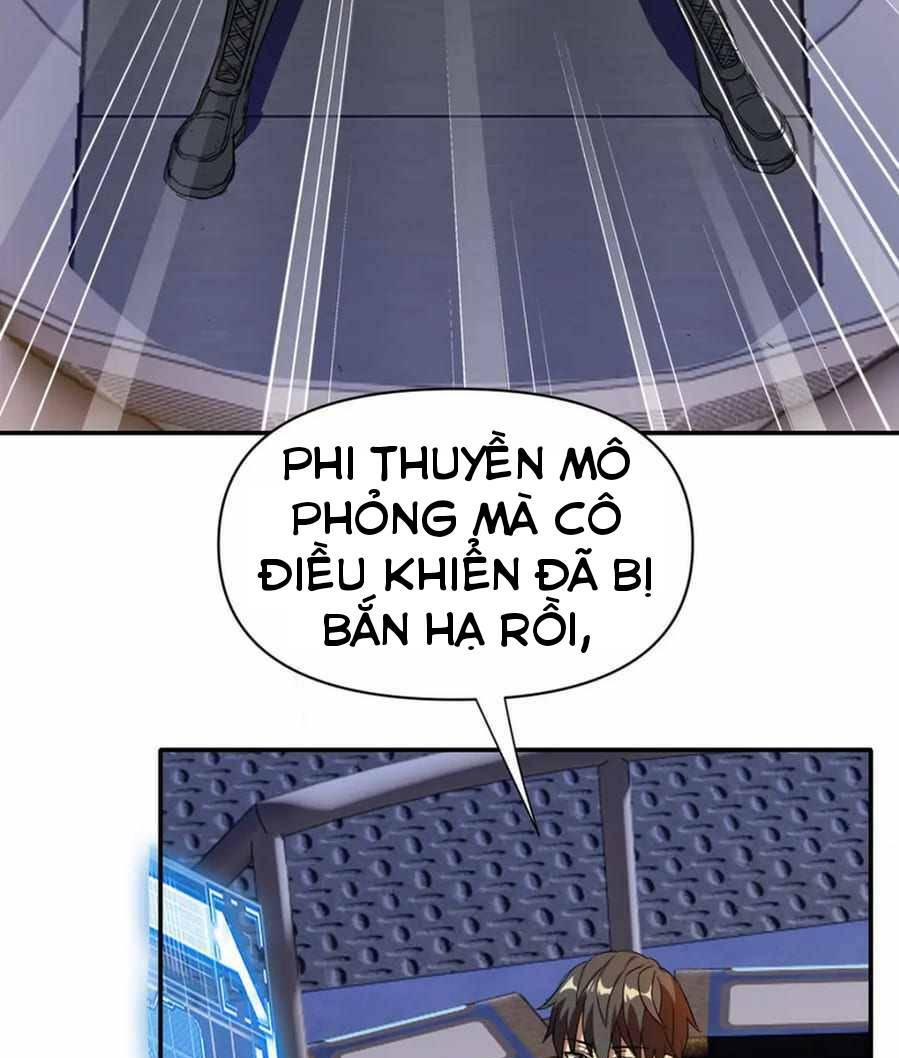 PHI THUYỀN MÔ
PHỎNG MÀ CÔ
ĐIỀU KHIỂN ĐÃ BỊ
BẮN HẠ RỒI,